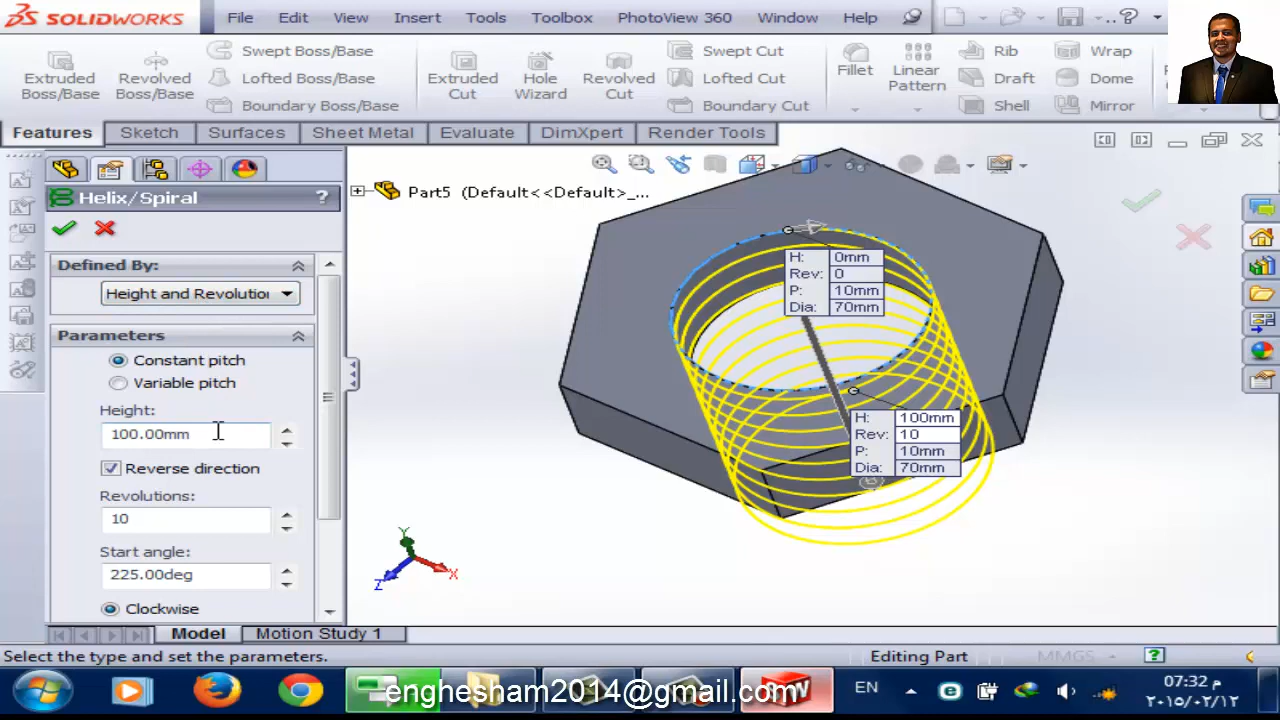 SOLIDWORKS File Edit View Insert Tools Toolbox PhotoView 360 Window Help
Extruded Boss/Base
Revolved Boss/Base
Swept Boss/Base
Lofted Boss/Base
Boundary Boss/Base
Extruded Cut
Hole Wizard
Revolved Cut
Swept Cut
Lofted Cut
Boundary Cut
Fillet
Linear Pattern
Rib
Draft
Shell
Wrap
Dome
Mirror
Features Sketch Surfaces Sheet Metal Evaluate DimXpert Render Tools
Part5 (Default<<Default>_...
Helix/Spiral ?
Defined By:
Height and Revolution
Parameters
Constant pitch
Variable pitch
Height:
100.00mm
Reverse direction
Revolutions:
10
Start angle:
225.00deg
Clockwise
H: 0mm
Rev: 0
P: 10mm
Dia: 70mm
H: 100mm
Rev: 10
P: 10mm
Dia: 70mm
Y
X
Z
Model Motion Study 1
Select the type and set the parameters. Editing Part MMGS
enghesham2014@gmail.com
EN
07:32 م
٢٠١٥/٠٢/١٢